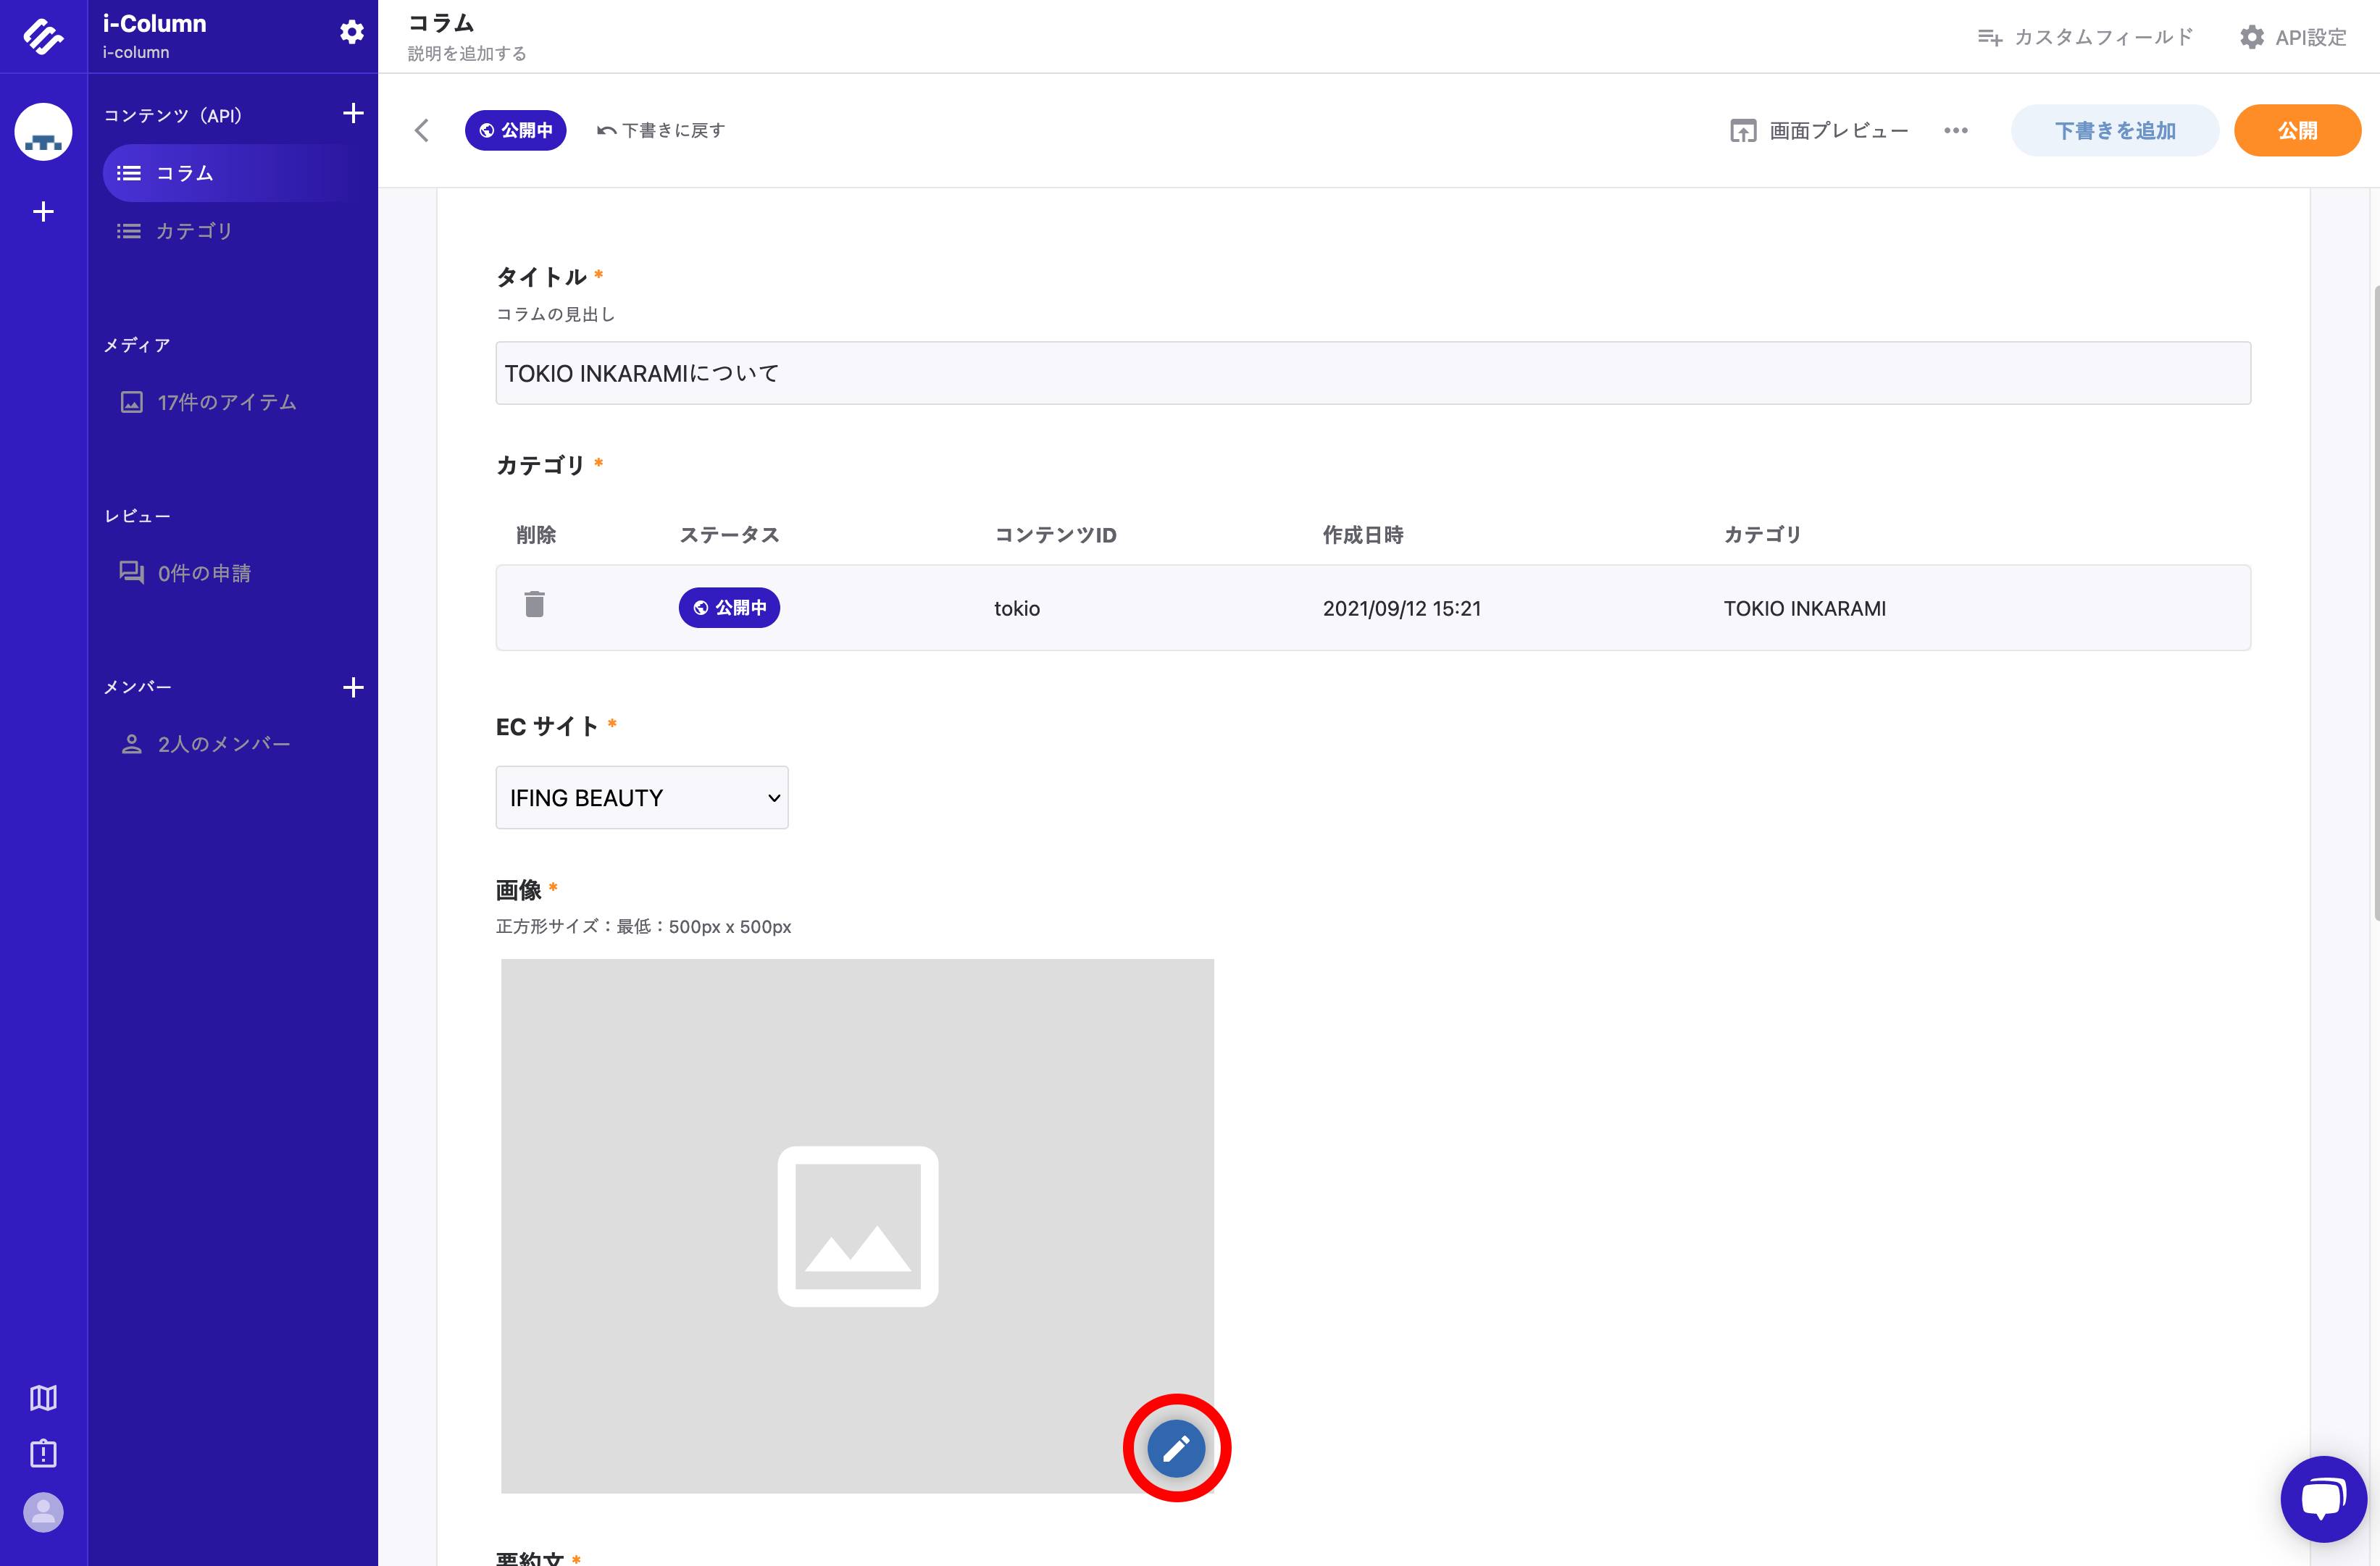 i-Column
i-column
コンテンツ（API）
コラム
カテゴリ
メディア
17件のアイテム
レビュー
0件の申請
メンバー
2人のメンバー
コラム
説明を追加する
カスタムフィールド
API設定
公開中
下書きに戻す
画面プレビュー
下書きを追加
公開
タイトル *
コラムの見出し
TOKIO INKARAMIについて
カテゴリ *
削除 ステータス コンテンツID 作成日時 カテゴリ
公開中 tokio 2021/09/12 15:21 TOKIO INKARAMI
EC サイト *
IFING BEAUTY
画像 *
正方形サイズ：最低：500px x 500px
要約文 *